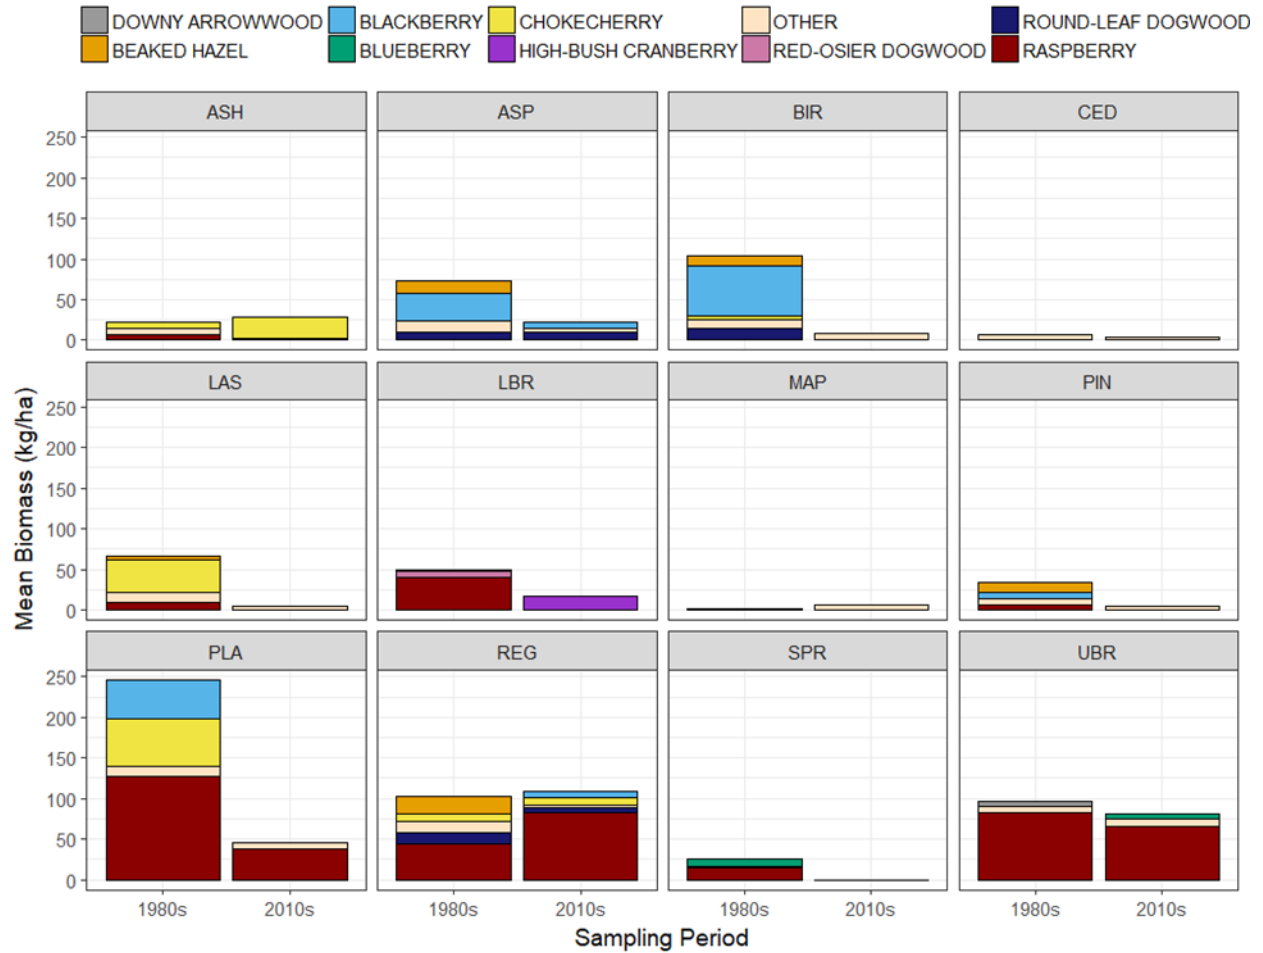 DOWNY ARROWWOOD BLACKBERRY CHOKECHERRY OTHER ROUND-LEAF DOGWOOD
BEAKED HAZEL BLUEBERRY HIGH-BUSH CRANBERRY RED-OSIER DOGWOOD RASPBERRY
ASH ASP BIR CED
250
200
150
100
50
0
LAS LBR MAP PIN
250
200
150
100
50
0
Mean Biomass (kg/ha)
PLA REG SPR UBR
250
200
150
100
50
0
1980s 2010s 1980s 2010s 1980s 2010s 1980s 2010s
Sampling Period